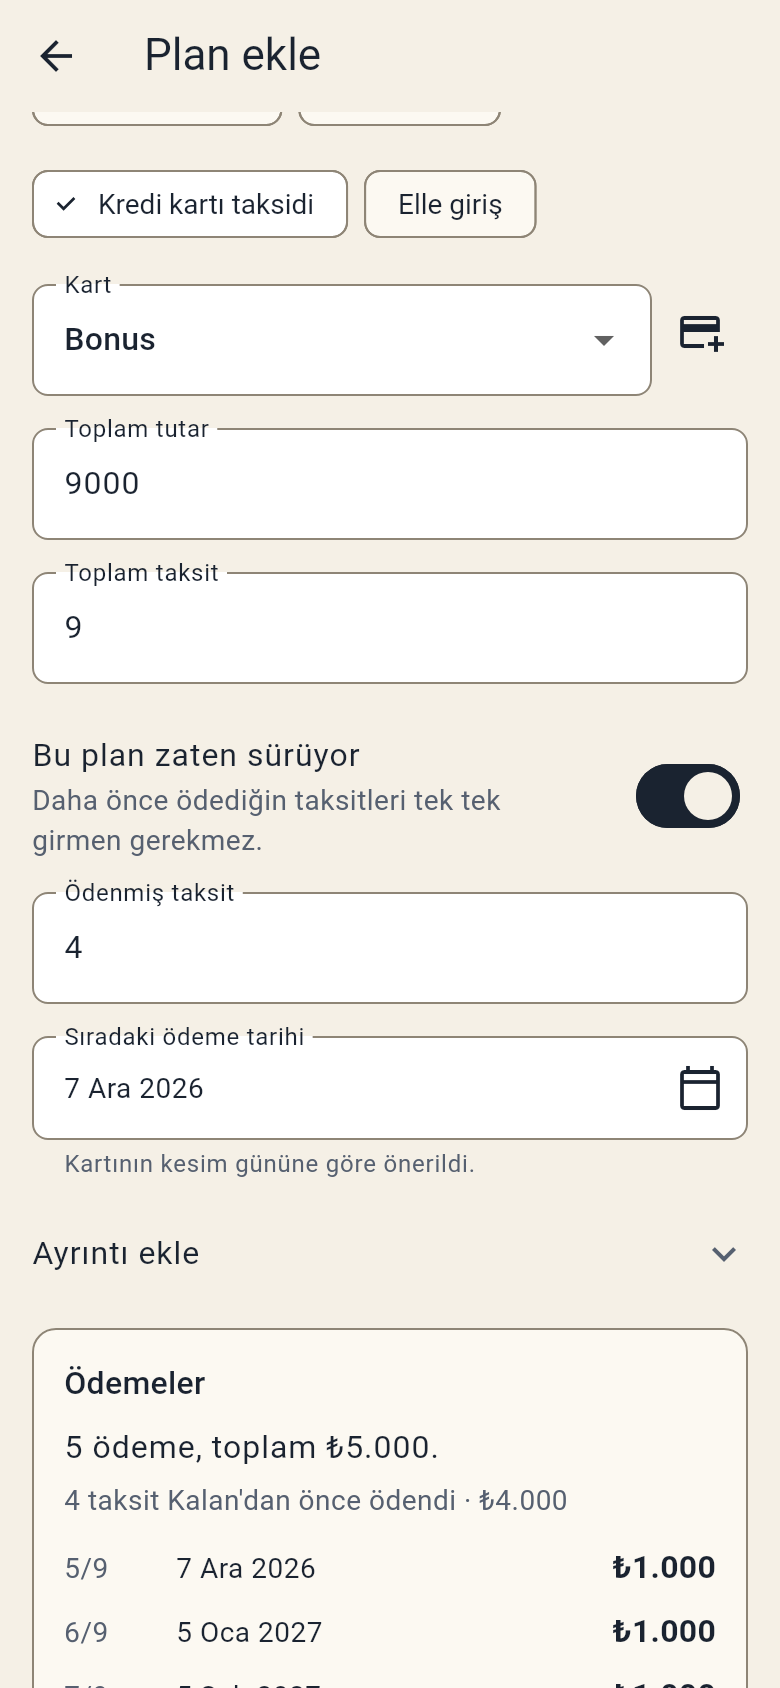 Plan ekle
Kredi kartı taksidi
Elle giriş
Kart
Bonus
Toplam tutar
9000
Toplam taksit
9
Bu plan zaten sürüyor
Daha önce ödediğin taksitleri tek tek
girmen gerekmez.
Ödenmiş taksit
4
Sıradaki ödeme tarihi
7 Ara 2026
Kartının kesim gününe göre önerildi.
Ayrıntı ekle
Ödemeler
5 ödeme, toplam ₺5.000.
4 taksit Kalan'dan önce ödendi · ₺4.000
5/9 7 Ara 2026 ₺1.000
6/9 5 Oca 2027 ₺1.000